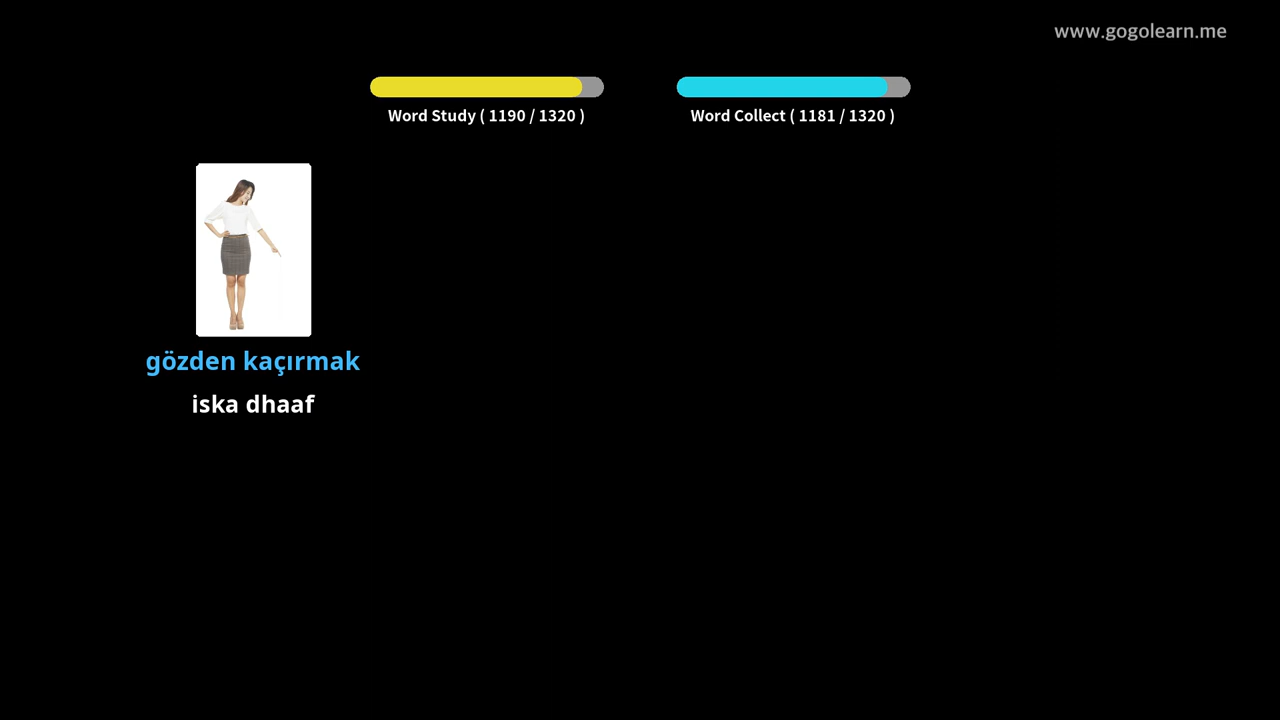 www.gogolearn.me
Word Study ( 1190 / 1320 )
Word Collect ( 1181 / 1320 )
gözden kaçırmak
iska dhaaf